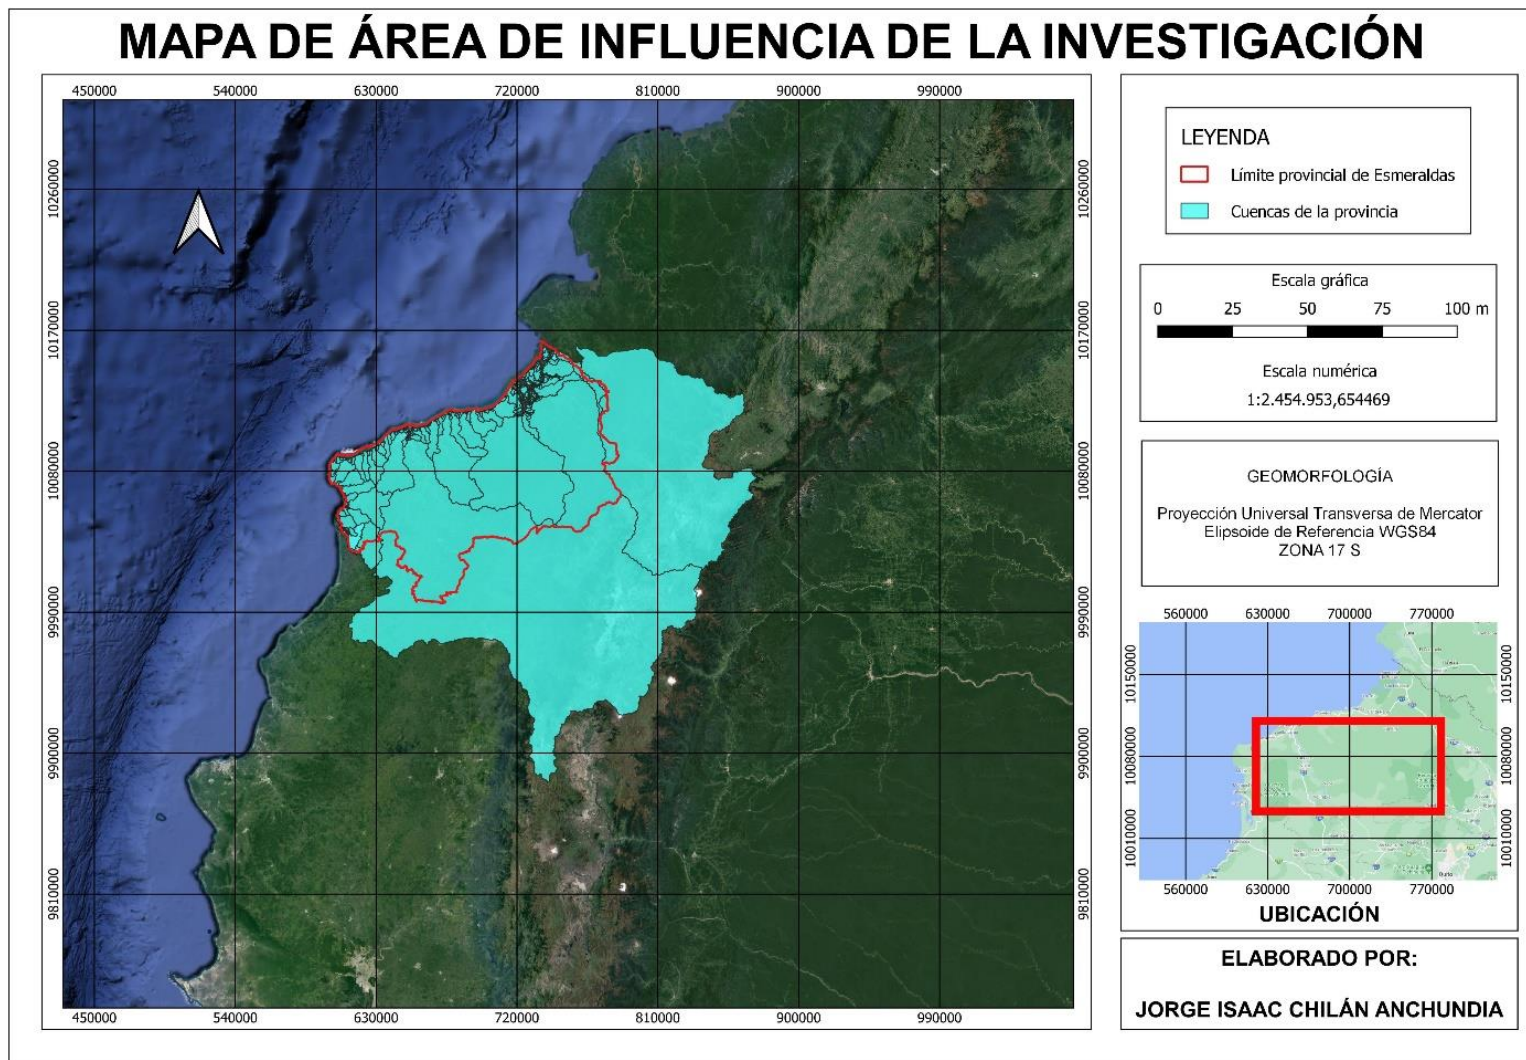 MAPA DE ÁREA DE INFLUENCIA DE LA INVESTIGACIÓN
450000 540000 630000 720000 810000 900000 990000
10260000 10260000
10170000 10170000
10080000 10080000
9990000 9990000
9900000 9900000
9810000 9810000
450000 540000 630000 720000 810000 900000 990000
LEYENDA
Límite provincial de Esmeraldas
Cuencas de la provincia
Escala gráfica
0 25 50 75 100 m
Escala numérica
1:2.454.953,654469
GEOMORFOLOGÍA
Proyección Universal Transversa de Mercator
Elipsoide de Referencia WGS84
ZONA 17 S
560000 630000 700000 770000
10150000 10150000
10080000 10080000
10010000 10010000
Quito
560000 630000 700000 770000
UBICACIÓN
ELABORADO POR:
JORGE ISAAC CHILÁN ANCHUNDIA